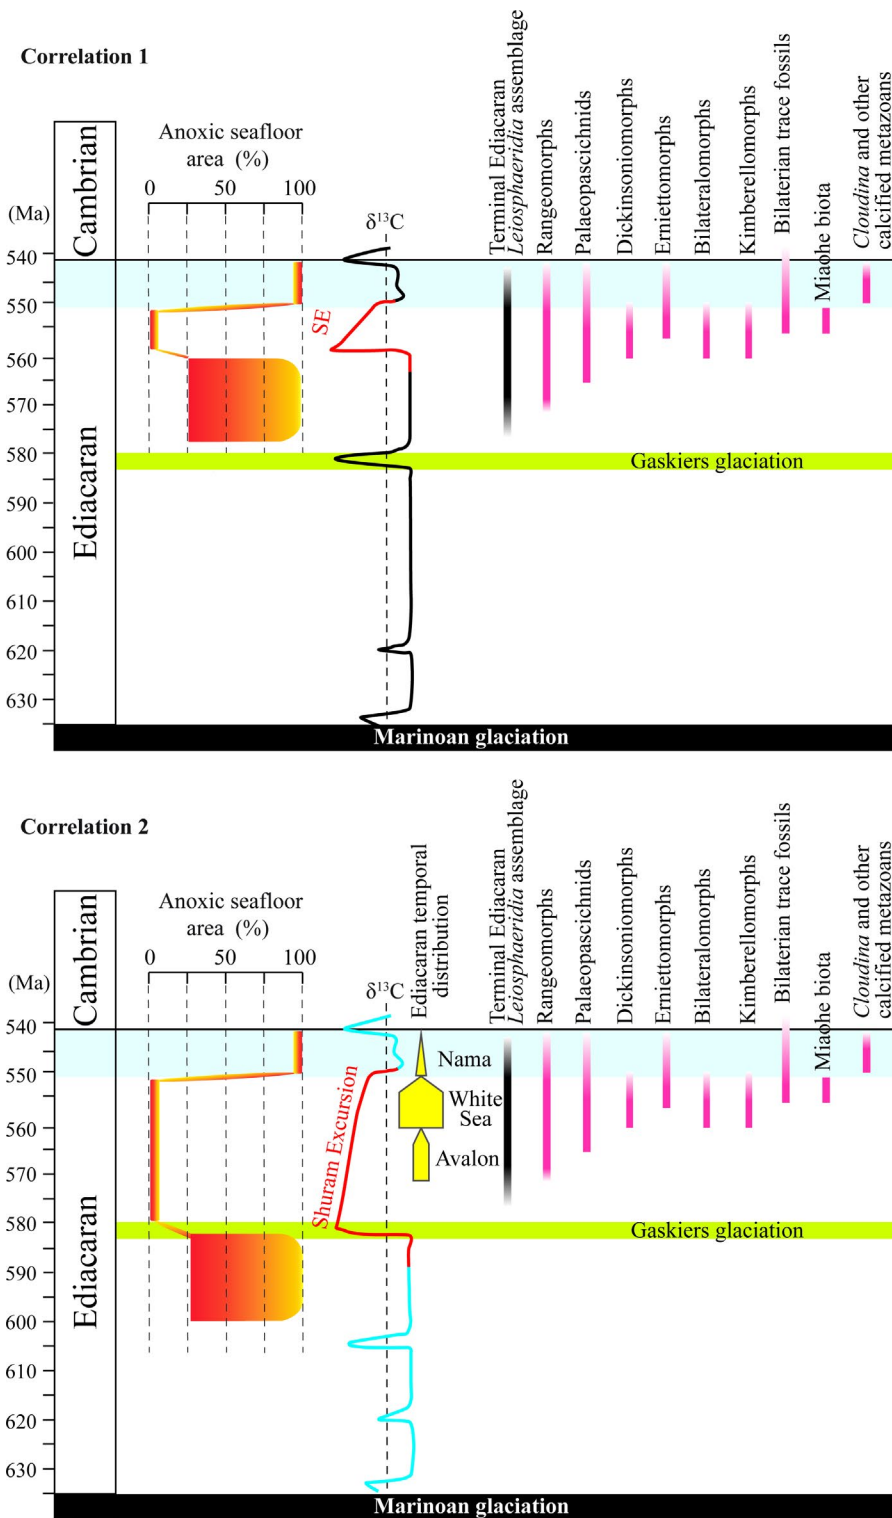 Correlation 1
Cambrian
Ediacaran
(Ma)
540
550
560
570
580
590
600
610
620
630
Anoxic seafloor
area (%)
0
50
100
δ¹³C
SE
Terminal Ediacaran
Leiosphaeridia assemblage
Rangeomorphs
Palaeopascichnids
Dickinsoniomorphs
Erniettomorphs
Bilateralomorphs
Kimberellomorphs
Bilaterian trace fossils
Miaohe biota
Cloudina and other
calcified metazoans
Gaskiers glaciation
Marinoan glaciation
Correlation 2
Cambrian
Ediacaran
(Ma)
540
550
560
570
580
590
600
610
620
630
Anoxic seafloor
area (%)
0
50
100
δ¹³C
Shuram Excursion
Ediacaran temporal
distribution
Nama
White
Sea
Avalon
Terminal Ediacaran
Leiosphaeridia assemblage
Rangeomorphs
Palaeopascichnids
Dickinsoniomorphs
Erniettomorphs
Bilateralomorphs
Kimberellomorphs
Bilaterian trace fossils
Miaohe biota
Cloudina and other
calcified metazoans
Gaskiers glaciation
Marinoan glaciation